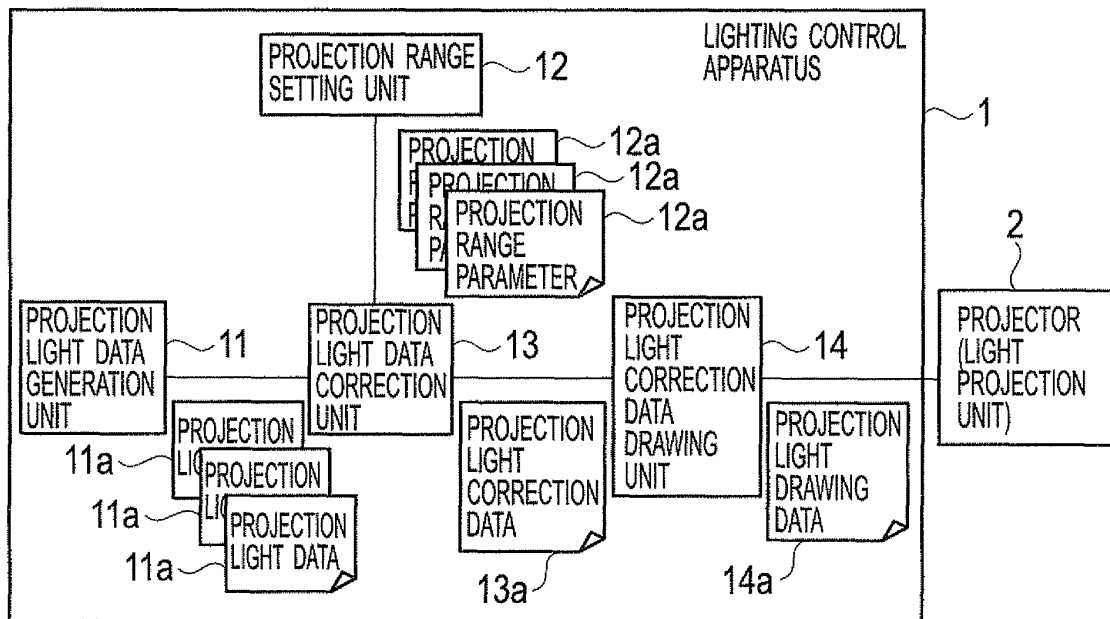 LIGHTING CONTROL
APPARATUS
1
PROJECTION RANGE
SETTING UNIT
12
PROJECTION
12a
PROJECTION
12a
PROJECTION
RANGE
PARAMETER
12a
PROJECTION
LIGHT DATA
GENERATION
UNIT
11
PROJECTION
LIGHT DATA
CORRECTION
UNIT
13
PROJECTION
LIGHT
CORRECTION
DATA
DRAWING
UNIT
14
2
PROJECTOR
(LIGHT
PROJECTION
UNIT)
PROJECTION
11a
PROJECTION
11a
PROJECTION
LIGHT DATA
11a
PROJECTION
LIGHT
CORRECTION
DATA
13a
PROJECTION
LIGHT
DRAWING
DATA
14a